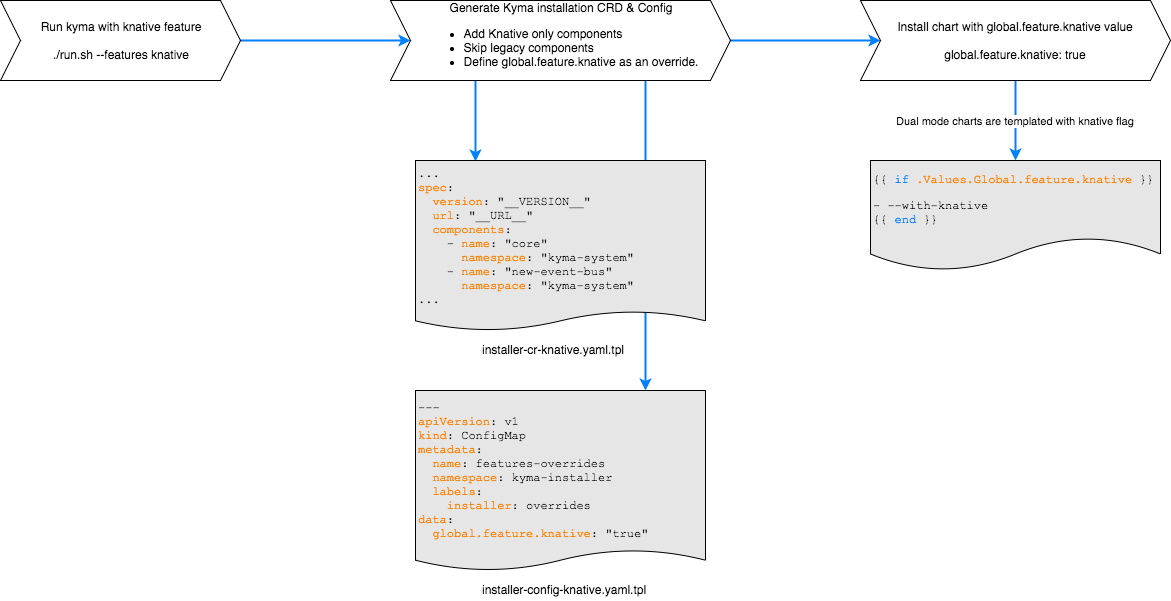 Run kyma with knative feature
./run.sh --features knative
Generate Kyma installation CRD & Config
• Add Knative only components
• Skip legacy components
• Define global.feature.knative as an override.
Install chart with global.feature.knative value
global.feature.knative: true
Dual mode charts are templated with knative flag
...
spec:
  version: "__VERSION__"
  url: "__URL__"
  components:
    - name: "core"
      namespace: "kyma-system"
    - name: "new-event-bus"
      namespace: "kyma-system"
...
installer-cr-knative.yaml.tpl
{{ if .Values.Global.feature.knative }}
- --with-knative
{{ end }}
---
apiVersion: v1
kind: ConfigMap
metadata:
  name: features-overrides
  namespace: kyma-installer
  labels:
    installer: overrides
data:
  global.feature.knative: "true"
installer-config-knative.yaml.tpl